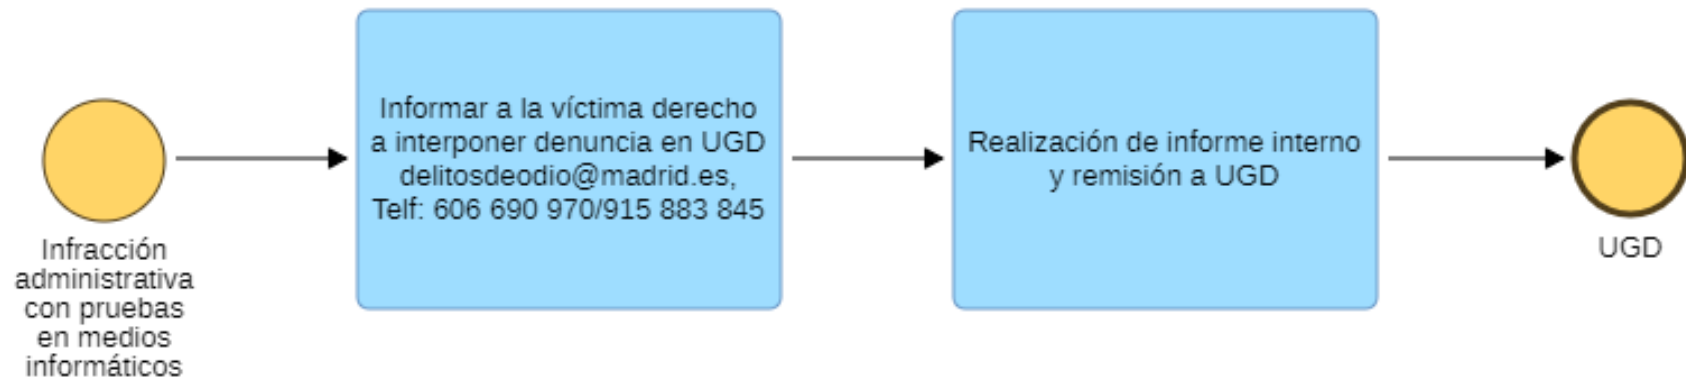 Infracción
administrativa
con pruebas
en medios
informáticos
Informar a la víctima derecho
a interponer denuncia en UGD
delitosdeodio@madrid.es,
Telf: 606 690 970/915 883 845
Realización de informe interno
y remisión a UGD
UGD